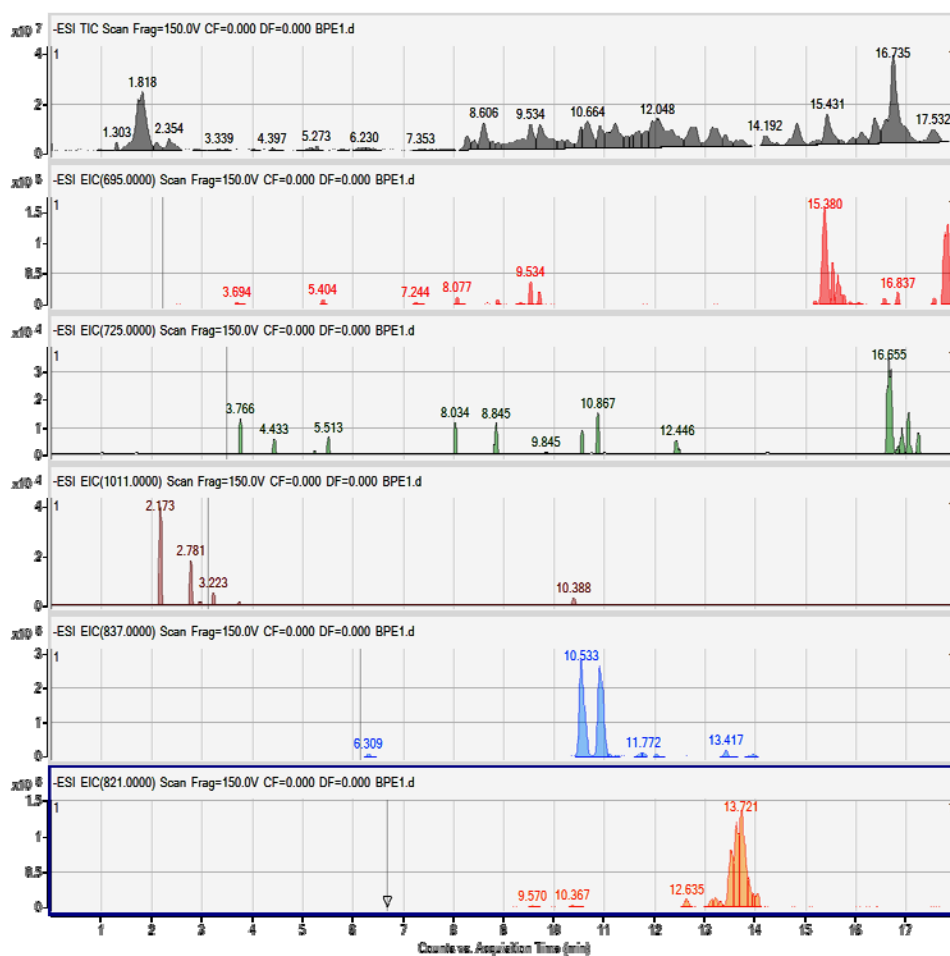 x10 7 -ESI TIC Scan Frag=150.0V CF=0.000 DF=0.000 BPE1.d
4 1 16.735
1.818
2 1.303 2.354 3.339 4.397 5.273 6.230 7.353 8.606 9.534 10.664 12.048 14.192 15.431 17.532
0
-ESI EIC(695.0000) Scan Frag=150.0V CF=0.000 DF=0.000 BPE1.d
1.5 1 15.380
1
0.5 3.694 5.404 7.244 8.077 9.534 16.837
0
x10 4 -ESI EIC(725.0000) Scan Frag=150.0V CF=0.000 DF=0.000 BPE1.d
1 16.655
3
2 3.766 4.433 5.513 8.034 8.845 9.845 10.867 12.446
1
0
x10 4 -ESI EIC(1011.0000) Scan Frag=150.0V CF=0.000 DF=0.000 BPE1.d
4 1 2.173
2 2.781 3.223 10.388
0
-ESI EIC(837.0000) Scan Frag=150.0V CF=0.000 DF=0.000 BPE1.d
3 1 10.533
2
1 6.309 11.772 13.417
0
-ESI EIC(821.0000) Scan Frag=150.0V CF=0.000 DF=0.000 BPE1.d
1.5 1 13.721
1
0.5 9.570 10.367 12.635
0
1 2 3 4 5 6 7 8 9 10 11 12 13 14 15 16 17
Counts vs. Acquisition Time (min)